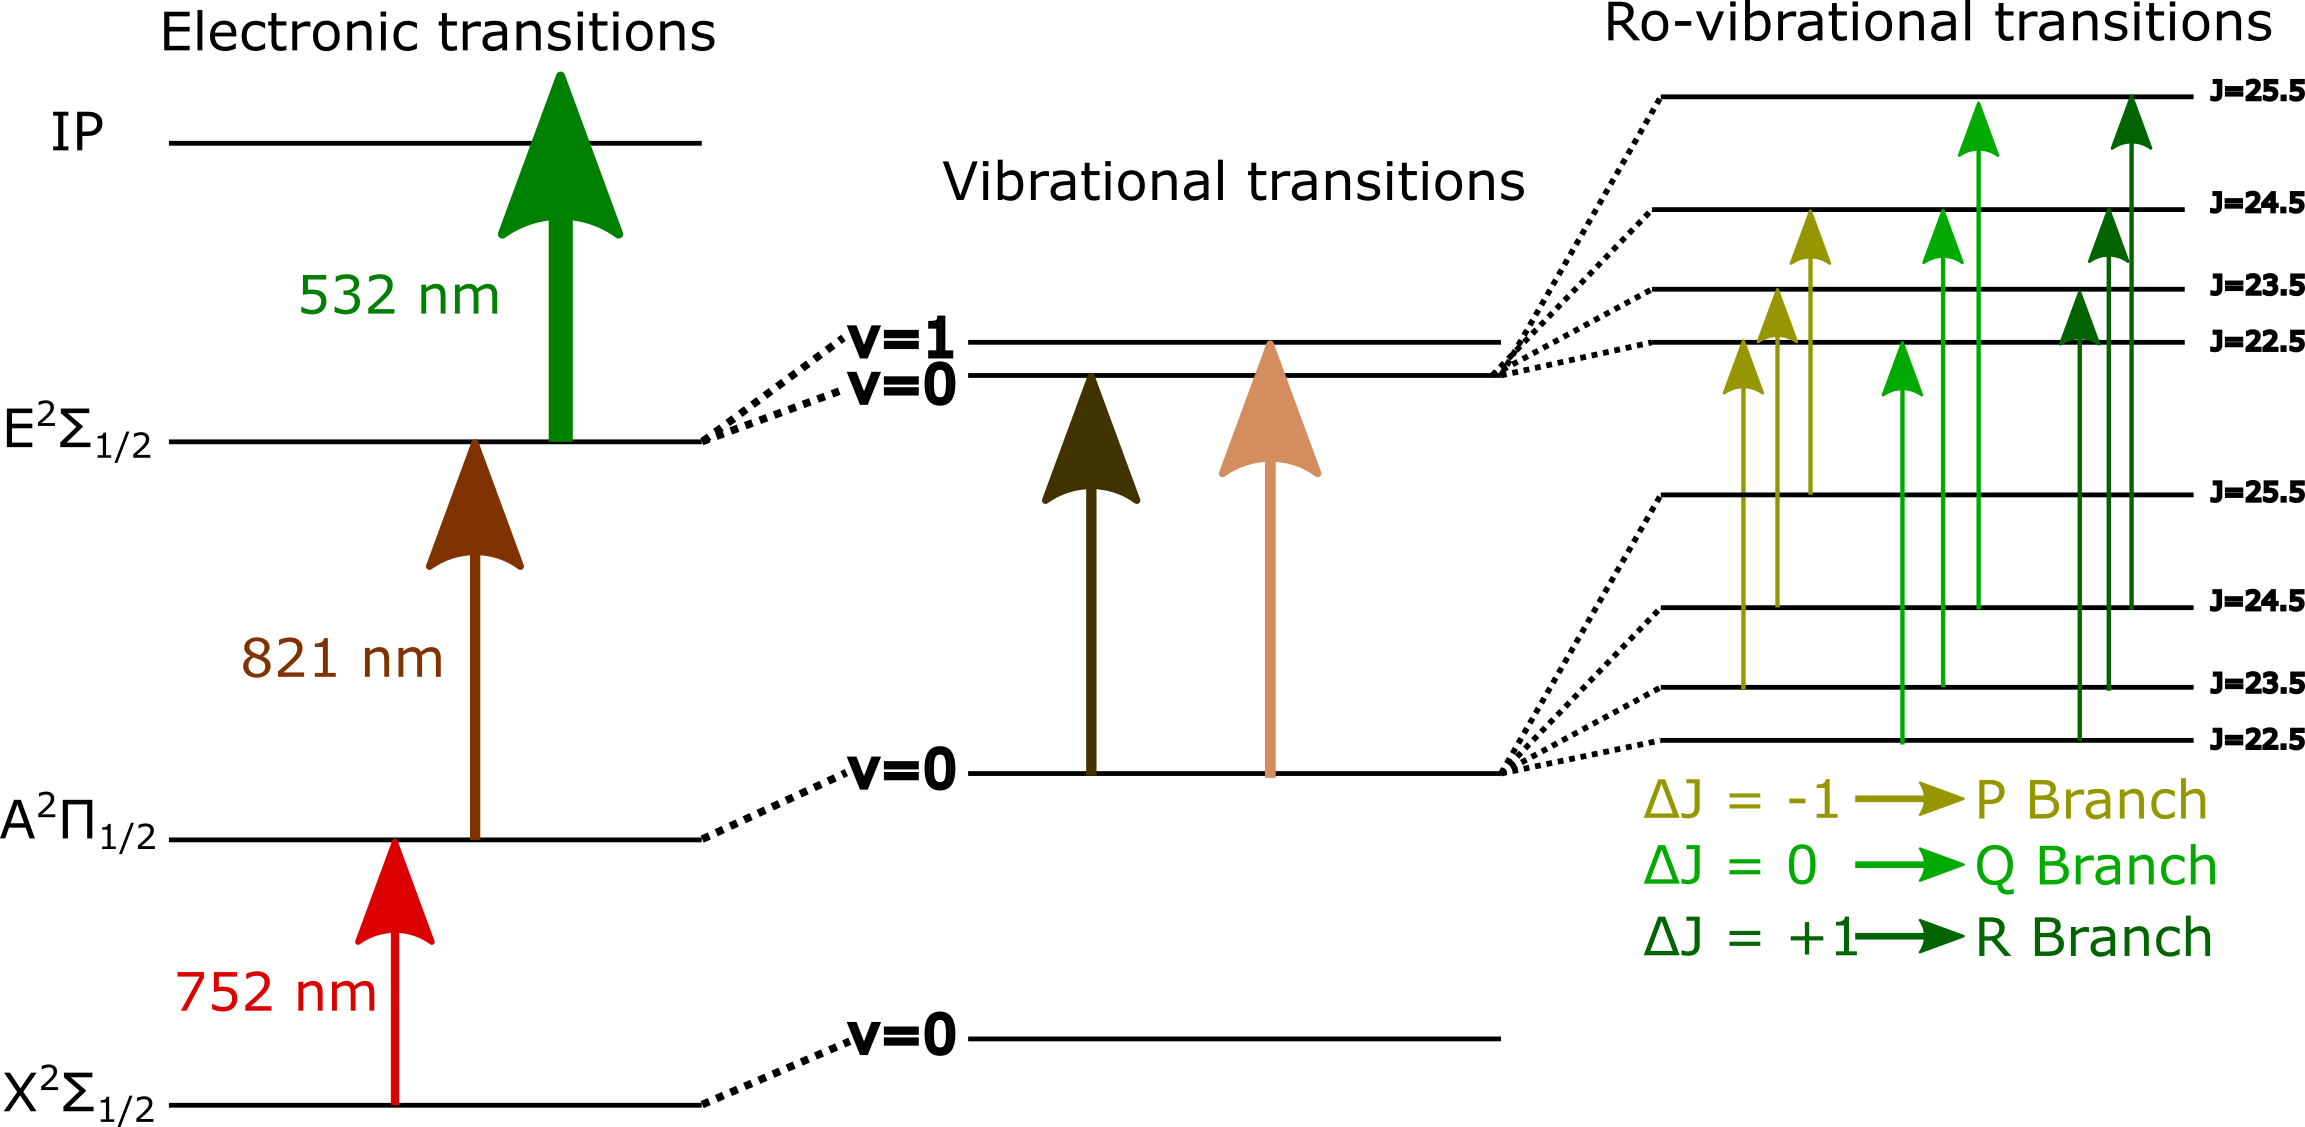 Electronic transitions
IP
532 nm
E²Σ₁/₂
821 nm
A²Π₁/₂
752 nm
X²Σ₁/₂
Vibrational transitions
v=1
v=0
v=0
v=0
Ro-vibrational transitions
J=25.5
J=24.5
J=23.5
J=22.5
J=25.5
J=24.5
J=23.5
J=22.5
ΔJ = -1 P Branch
ΔJ = 0 Q Branch
ΔJ = +1 R Branch